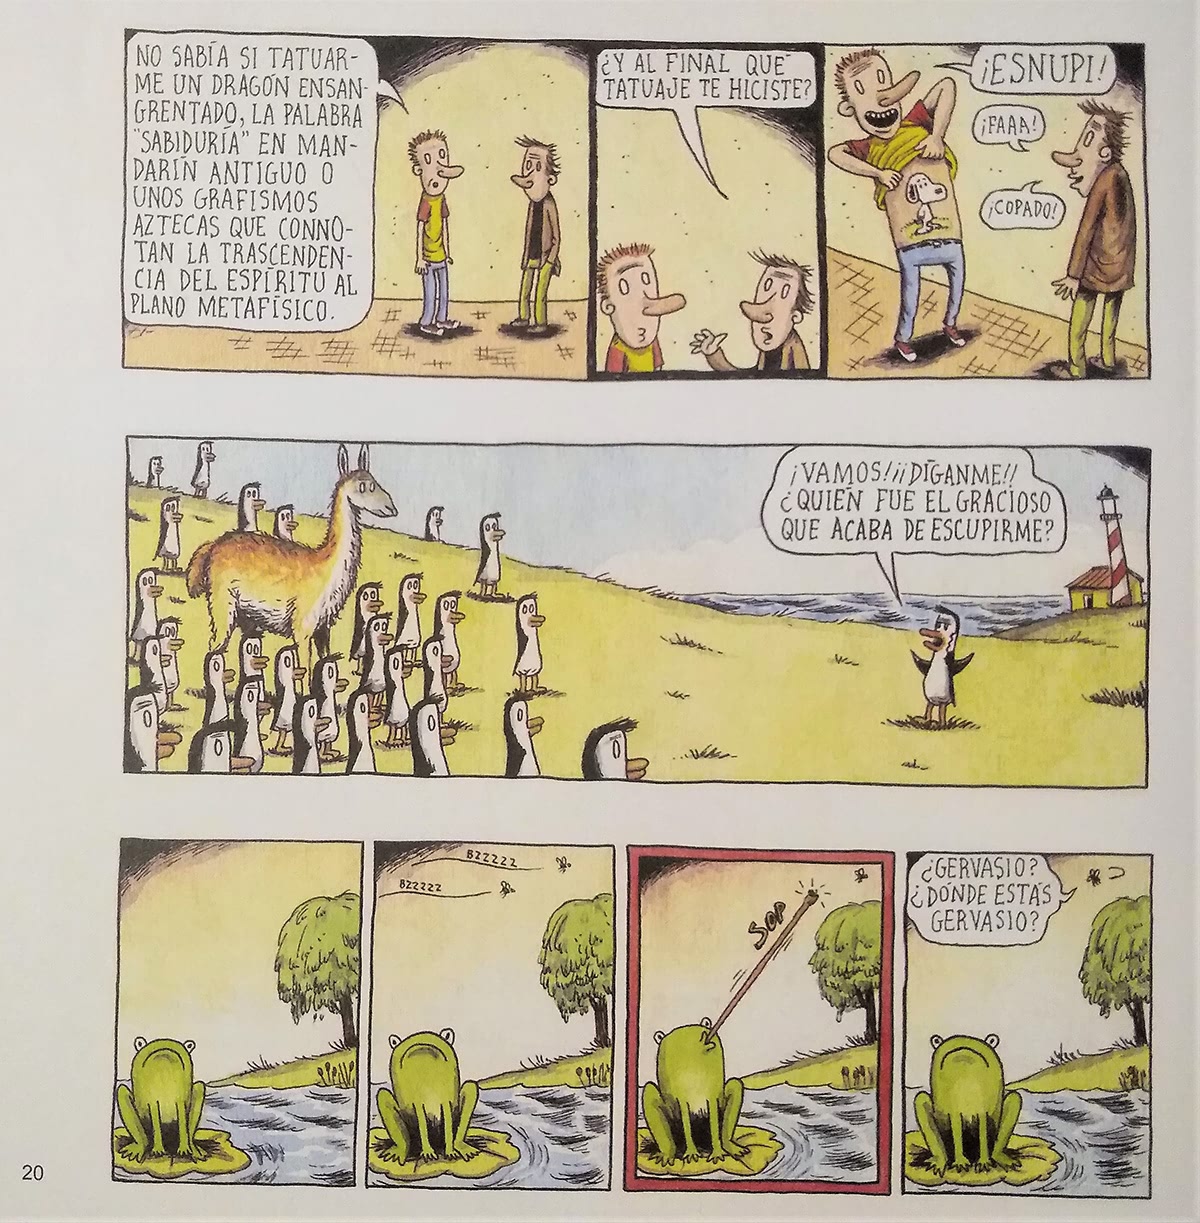 NO SABÍA SI TATUAR-
ME UN DRAGÓN ENSAN-
GRENTADO, LA PALABRA
"SABIDURÍA" EN MAN-
DARÍN ANTIGUO O
UNOS GRAFISMOS
AZTECAS QUE CONNO-
TAN LA TRASCENDEN-
CIA DEL ESPÍRITU AL
PLANO METAFÍSICO.
¿Y AL FINAL QUÉ
TATUAJE TE HICISTE?
¡ESNUPI!
¡FAAA!
¡COPADO!
¡VAMOS!¡¡DÍGANME!!
¿QUIÉN FUE EL GRACIOSO
QUE ACABA DE ESCUPIRME?
BZZZZZ
BZZZZZ
SOP
¿GERVASIO?
¿DÓNDE ESTÁS
GERVASIO?
20